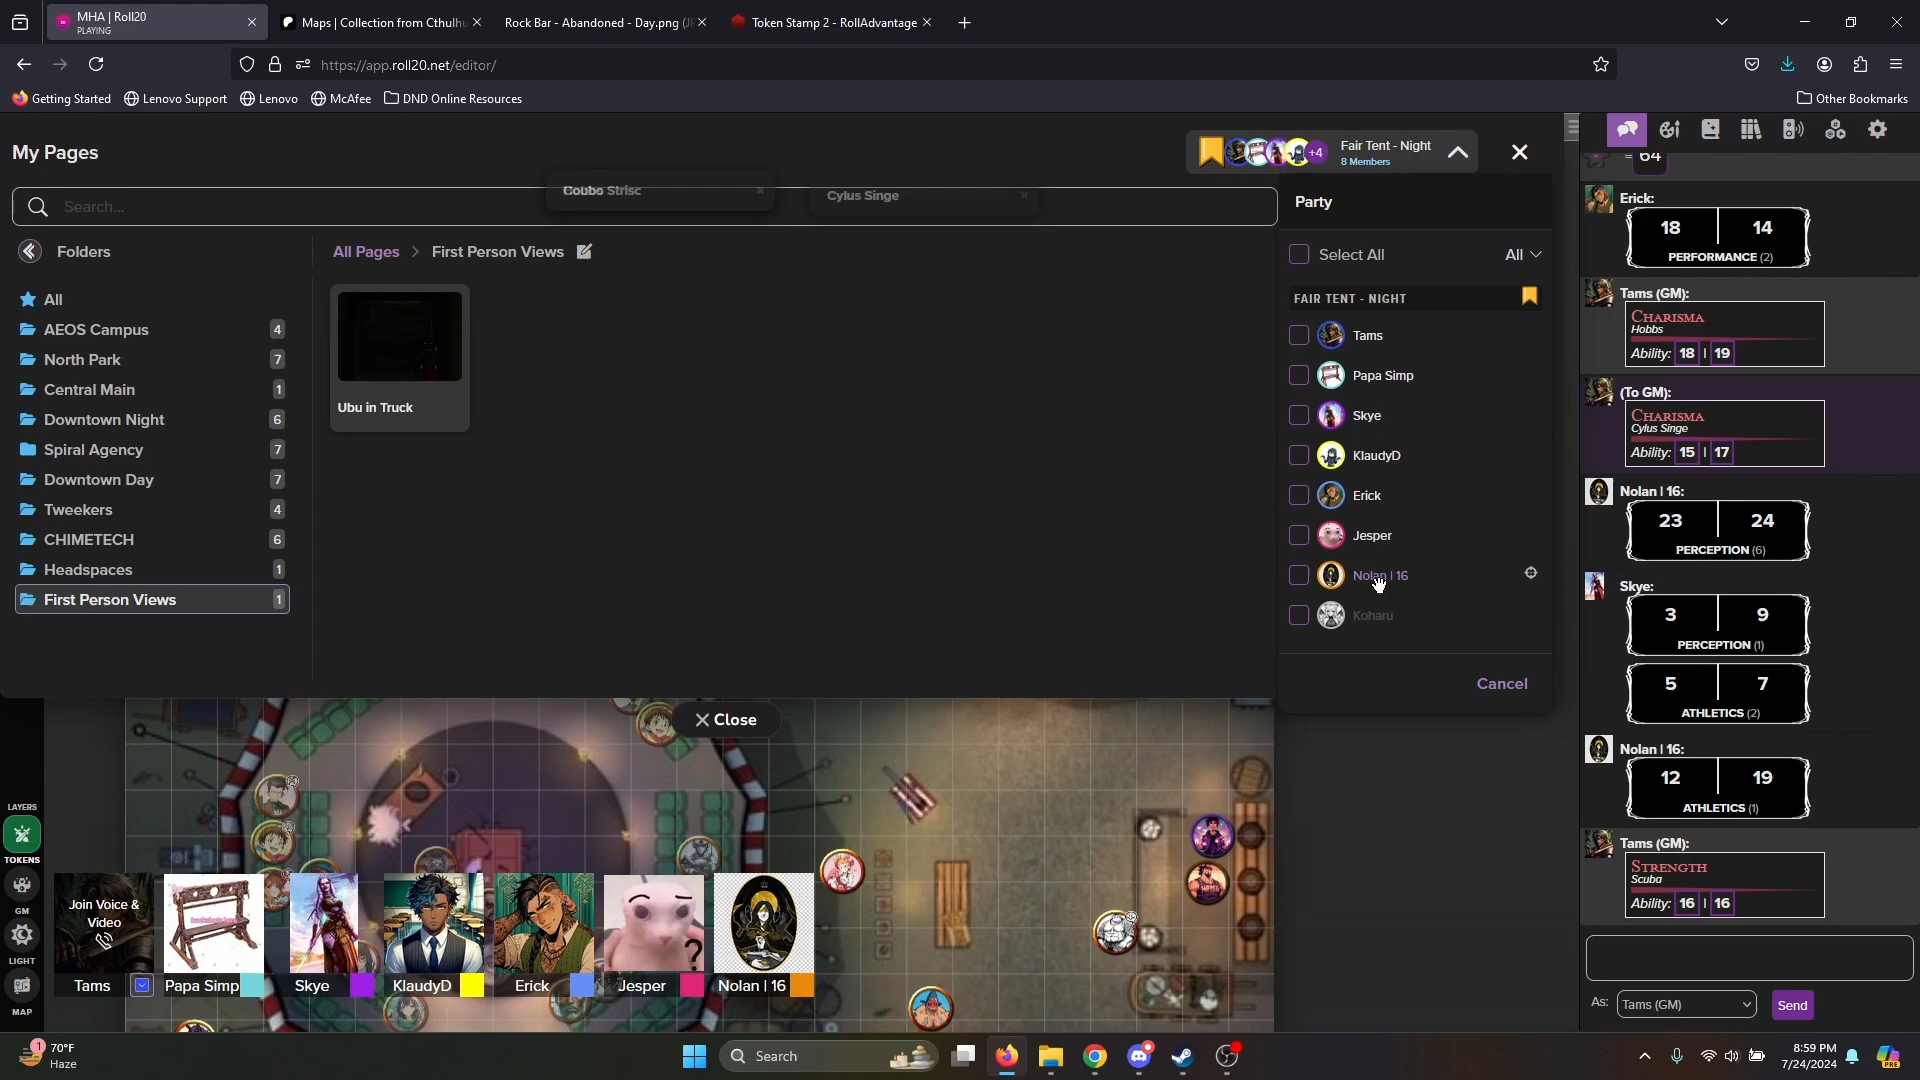 MHA | Roll20
PLAYING
Maps | Collection from Cthulhu
Rock Bar - Abandoned - Day.png (JP
Token Stamp 2 - RollAdvantage
https://app.roll20.net/editor/
Getting Started
Lenovo Support
Lenovo
McAfee
DND Online Resources
Other Bookmarks
My Pages
+4
Fair Tent - Night
8 Members
Search...
Cylus Singe
Party
Folders
All Pages > First Person Views
Select All
All
FAIR TENT - NIGHT
All
AEOS Campus 4
North Park 7
Central Main 1
Downtown Night 6
Spiral Agency 7
Downtown Day 7
Tweekers 4
CHIMETECH 6
Headspaces 1
First Person Views 1
Ubu in Truck
Tams
Papa Simp
Skye
KlaudyD
Erick
Jesper
Nolan | 16
Koharu
Cancel
Close
LAYERS
TOKENS
GM
LIGHT
MAP
Join Voice &
Video
?
Tams
Papa Simp
Skye
KlaudyD
Erick
Jesper
Nolan | 16
= 64
Erick:
18 | 14
PERFORMANCE (2)
Tams (GM):
CHARISMA
Hobbs
Ability: 18 | 19
(To GM):
CHARISMA
Cylus Singe
Ability: 15 | 17
Nolan | 16:
23 | 24
PERCEPTION (6)
Skye:
3 | 9
PERCEPTION (1)
5 | 7
ATHLETICS (2)
Nolan | 16:
12 | 19
ATHLETICS (1)
Tams (GM):
STRENGTH
Scuba
Ability: 16 | 16
As:
Tams (GM)
Send
1
70°F
Haze
Search
8:59 PM
7/24/2024
PRE